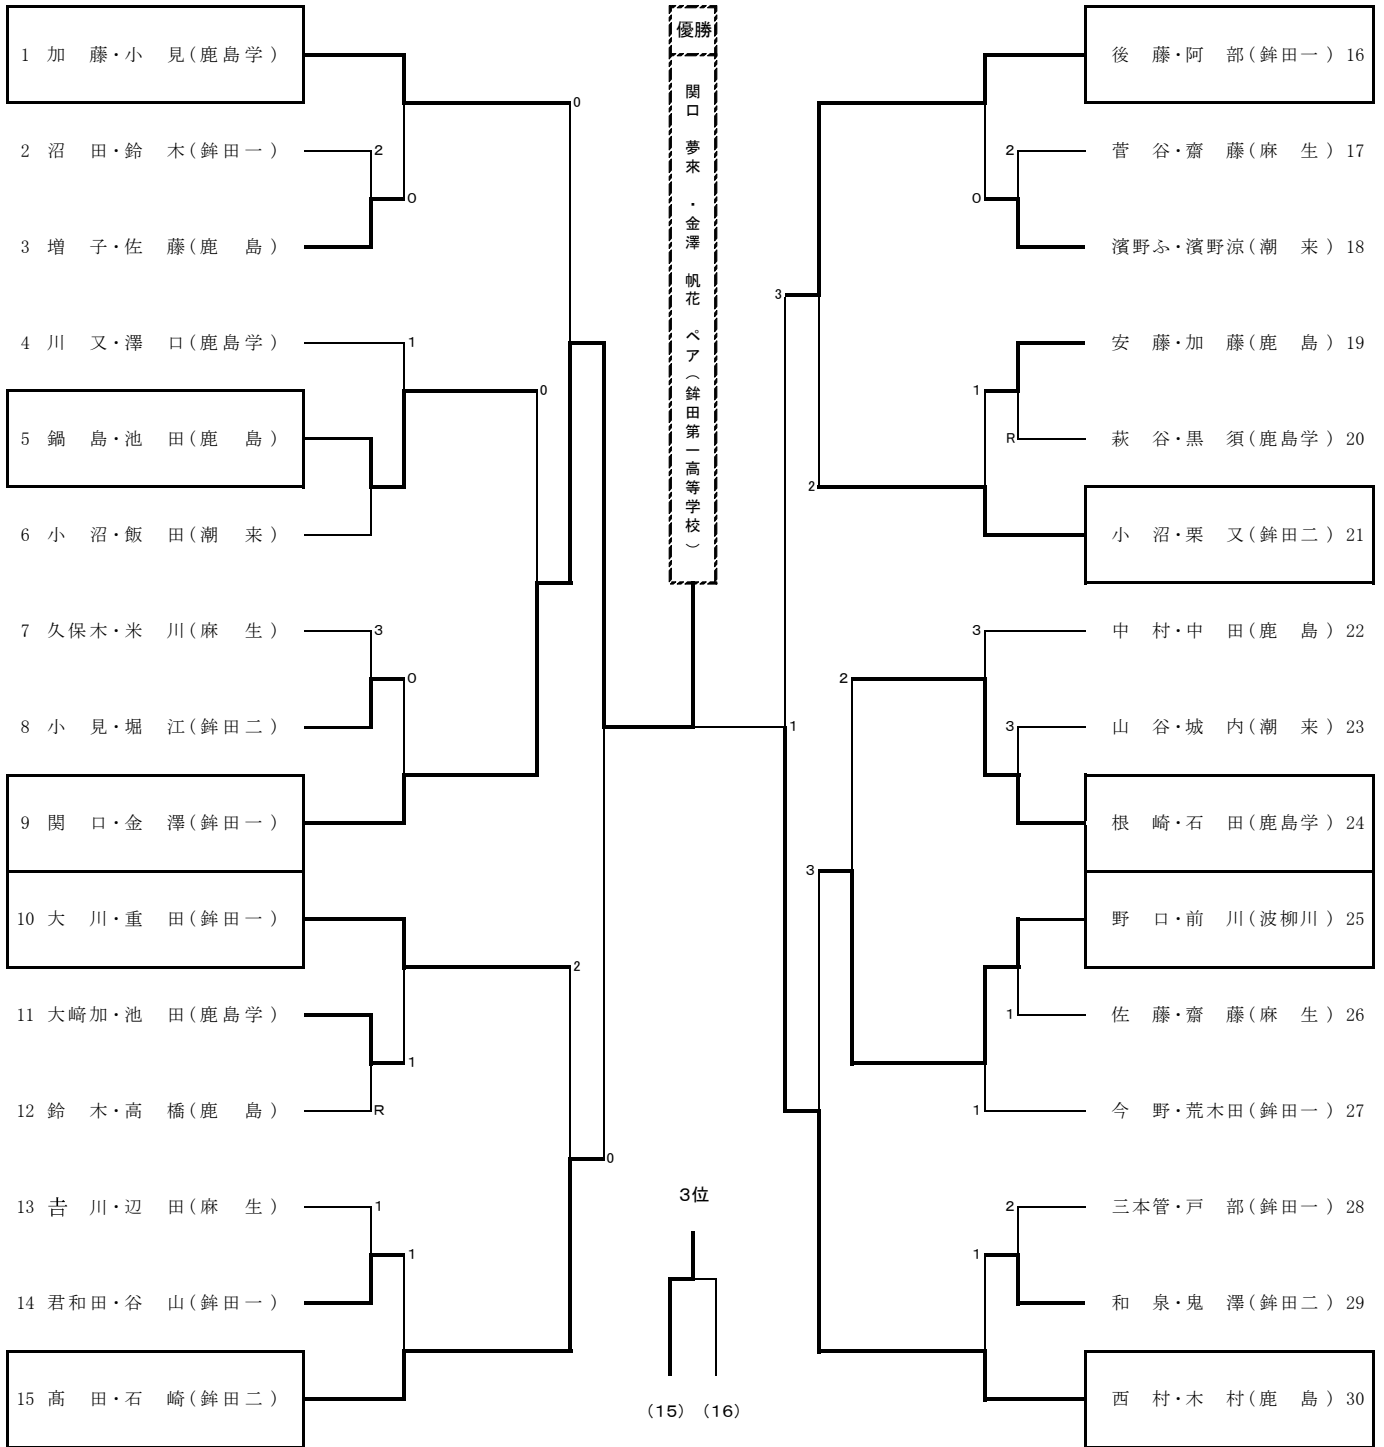 優勝
関口 夢來 ・金澤 帆花 ペア（鉾田第一高等学校）
1 加 藤・小 見(鹿島学)
0
2 沼 田・鈴 木(鉾田一)
2
0
3 増 子・佐 藤(鹿 島)
4 川 又・澤 口(鹿島学)
1
0
5 鍋 島・池 田(鹿 島)
6 小 沼・飯 田(潮 来)
7 久保木・米 川(麻 生)
3
0
8 小 見・堀 江(鉾田二)
9 関 口・金 澤(鉾田一)
10 大 川・重 田(鉾田一)
2
11 大﨑加・池 田(鹿島学)
1
12 鈴 木・高 橋(鹿 島)
R
0
13 𠮷 川・辺 田(麻 生)
1
1
14 君和田・谷 山(鉾田一)
15 髙 田・石 崎(鉾田二)
後 藤・阿 部(鉾田一) 16
2
菅 谷・齋 藤(麻 生) 17
0
濱野ふ・濱野涼(潮 来) 18
3
安 藤・加 藤(鹿 島) 19
1
R
萩 谷・黒 須(鹿島学) 20
2
小 沼・栗 又(鉾田二) 21
3
中 村・中 田(鹿 島) 22
2
1
3
山 谷・城 内(潮 来) 23
根 崎・石 田(鹿島学) 24
3
野 口・前 川(波柳川) 25
1
佐 藤・齋 藤(麻 生) 26
1
今 野・荒木田(鉾田一) 27
2
三本管・戸 部(鉾田一) 28
1
和 泉・鬼 澤(鉾田二) 29
西 村・木 村(鹿 島) 30
3位
(15) (16)